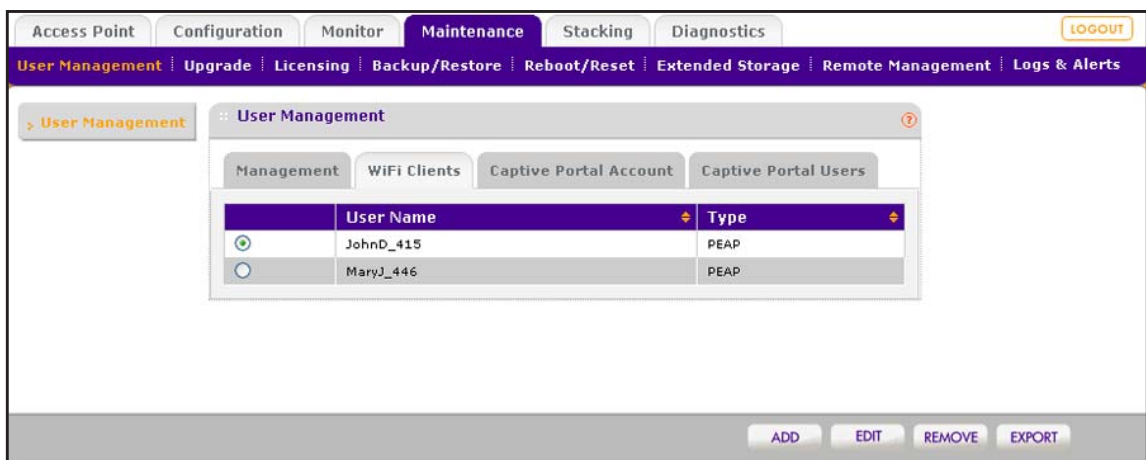 Access Point Configuration Monitor Maintenance Stacking Diagnostics LOGOUT
User Management Upgrade Licensing Backup/Restore Reboot/Reset Extended Storage Remote Management Logs & Alerts
> User Management
:: User Management ?
Management WiFi Clients Captive Portal Account Captive Portal Users
User Name Type
JohnD_415 PEAP
MaryJ_446 PEAP
ADD EDIT REMOVE EXPORT